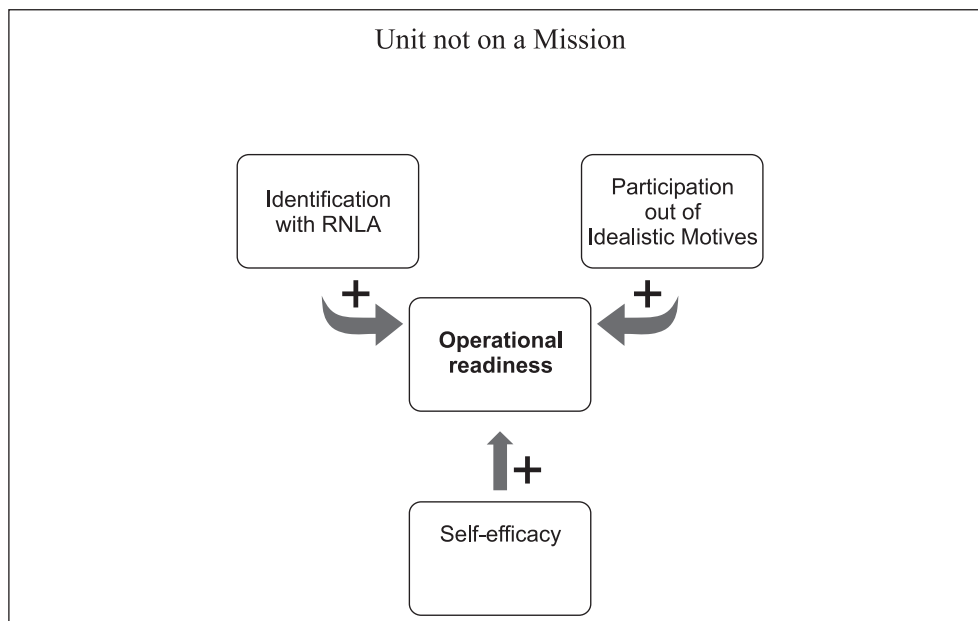 Unit not on a Mission
Identification
with RNLA
Participation
out of
Idealistic Motives
+
+
Operational
readiness
+
Self-efficacy